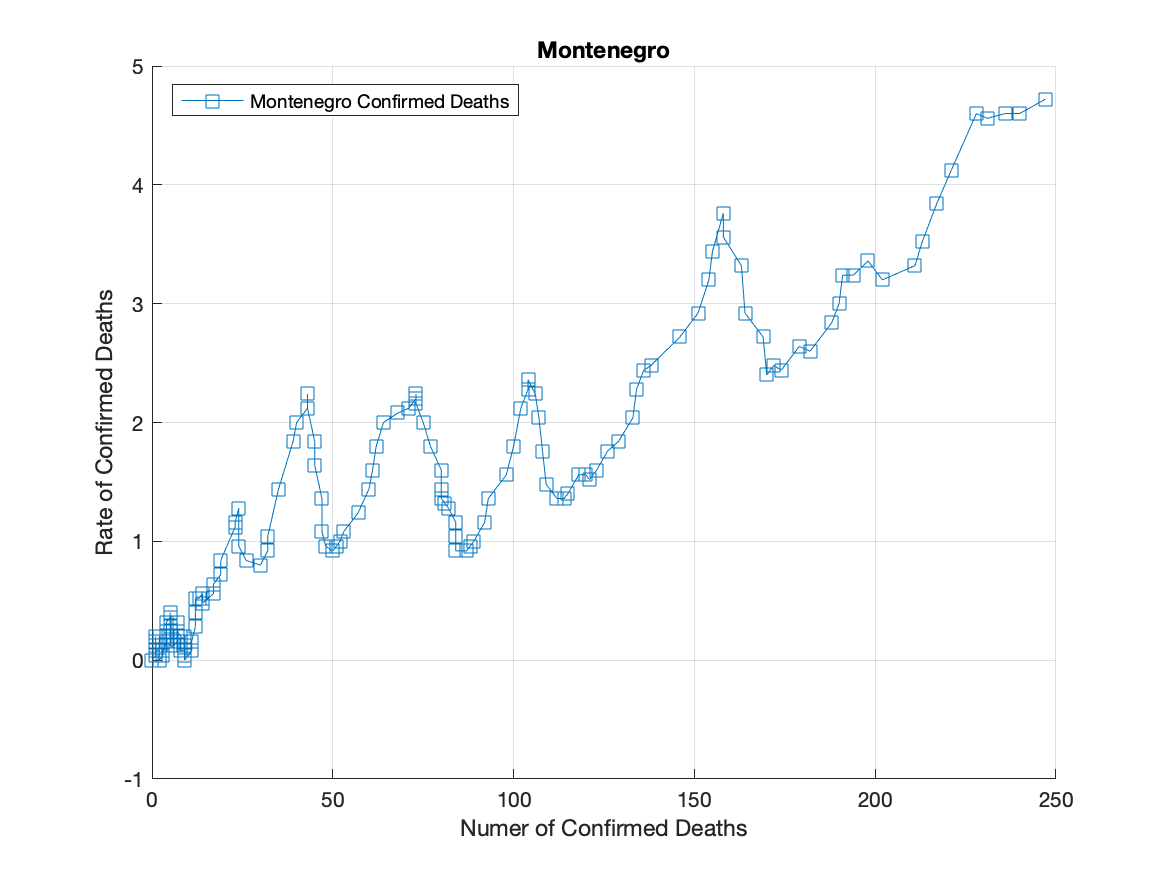 Montenegro
Montenegro Confirmed Deaths
5
4
3
2
1
0
-1
Rate of Confirmed Deaths
0 50 100 150 200 250
Numer of Confirmed Deaths